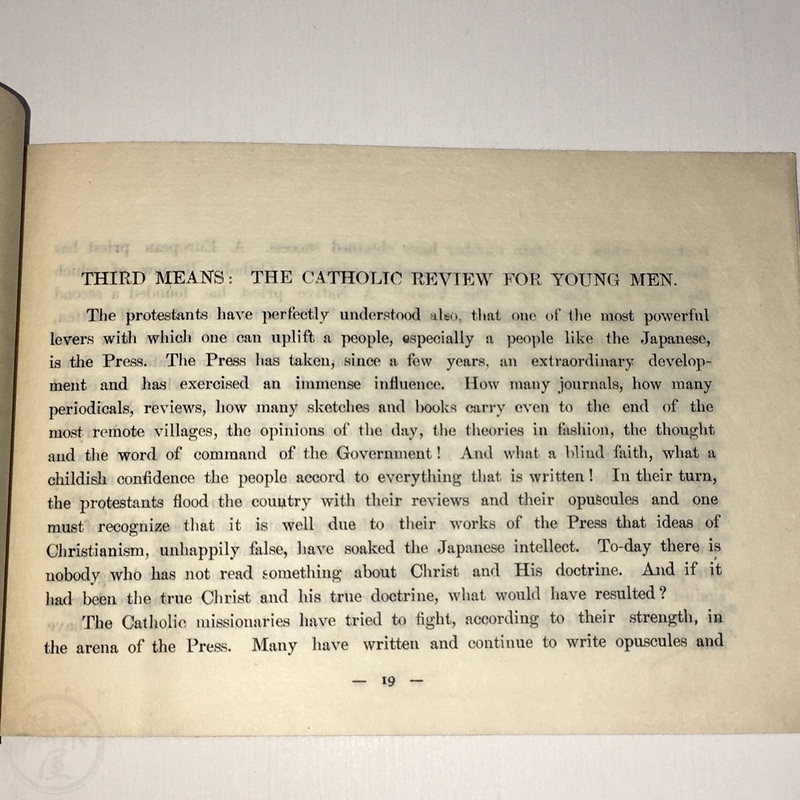 THIRD MEANS: THE CATHOLIC REVIEW FOR YOUNG MEN.
The protestants have perfectly understood also, that one of the most powerful
levers with which one can uplift a people, especially a people like the Japanese,
is the Press. The Press has taken, since a few years, an extraordinary develop-
ment and has exercised an immense influence. How many journals, how many
periodicals, reviews, how many sketches and books carry even to the end of the
most remote villages, the opinions of the day, the theories in fashion, the thought
and the word of command of the Government! And what a blind faith, what a
childish confidence the people accord to everything that is written! In their turn,
the protestants flood the country with their reviews and their opuscules and one
must recognize that it is well due to their works of the Press that ideas of
Christianism, unhappily false, have soaked the Japanese intellect. To-day there is
nobody who has not read something about Christ and His doctrine. And if it
had been the true Christ and his true doctrine, what would have resulted?
The Catholic missionaries have tried to fight, according to their strength, in
the arena of the Press. Many have written and continue to write opuscules and
— 19 —